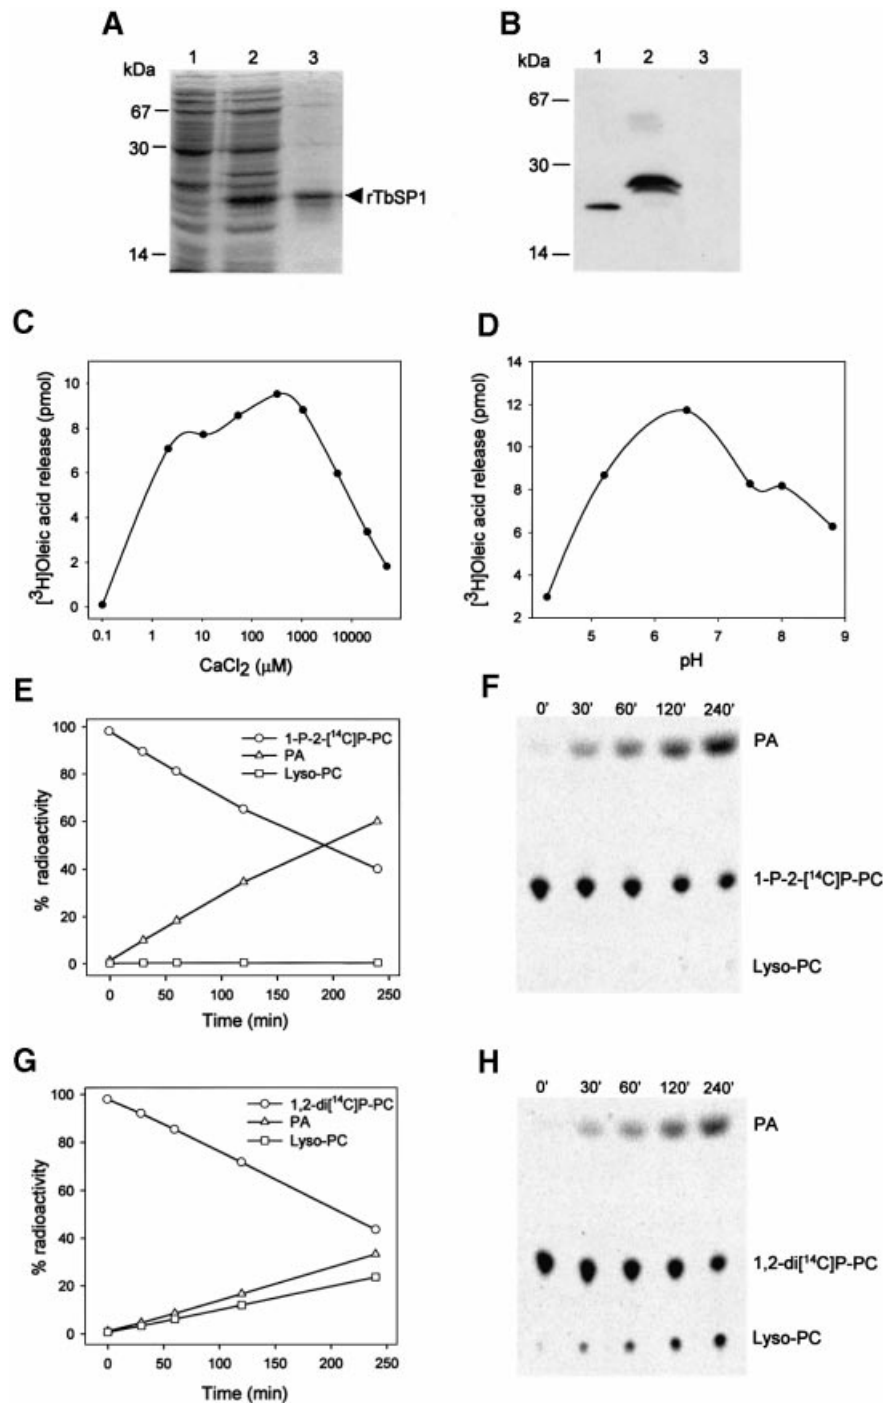 A
1 2 3
kDa
67
30
14
rTbSP1
B
1 2 3
67
30
14
C
[³H]Oleic acid release (pmol)
10
8
6
4
2
0
0.1 1 10 100 1000 10000
CaCl₂ (µM)
D
[³H]Oleic acid release (pmol)
14
12
10
8
6
4
2
5 6 7 8 9
pH
E
% radioactivity
100
80
60
40
20
0
1-P-2-[¹⁴C]P-PC
PA
Lyso-PC
0 50 100 150 200 250
Time (min)
F
0' 30' 60' 120' 240'
PA
1-P-2-[¹⁴C]P-PC
Lyso-PC
G
% radioactivity
100
80
60
40
20
0
1,2-di[¹⁴C]P-PC
PA
Lyso-PC
0 50 100 150 200 250
Time (min)
H
0' 30' 60' 120' 240'
PA
1,2-di[¹⁴C]P-PC
Lyso-PC